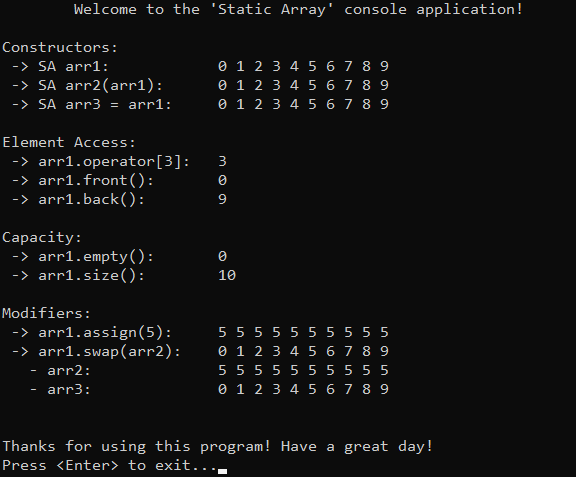 Welcome to the 'Static Array' console application!
Constructors:
-> SA arr1: 0 1 2 3 4 5 6 7 8 9
-> SA arr2(arr1): 0 1 2 3 4 5 6 7 8 9
-> SA arr3 = arr1: 0 1 2 3 4 5 6 7 8 9
Element Access:
-> arr1.operator[3]: 3
-> arr1.front(): 0
-> arr1.back(): 9
Capacity:
-> arr1.empty(): 0
-> arr1.size(): 10
Modifiers:
-> arr1.assign(5): 5 5 5 5 5 5 5 5 5 5
-> arr1.swap(arr2): 0 1 2 3 4 5 6 7 8 9
- arr2: 5 5 5 5 5 5 5 5 5 5
- arr3: 0 1 2 3 4 5 6 7 8 9
Thanks for using this program! Have a great day!
Press <Enter> to exit...